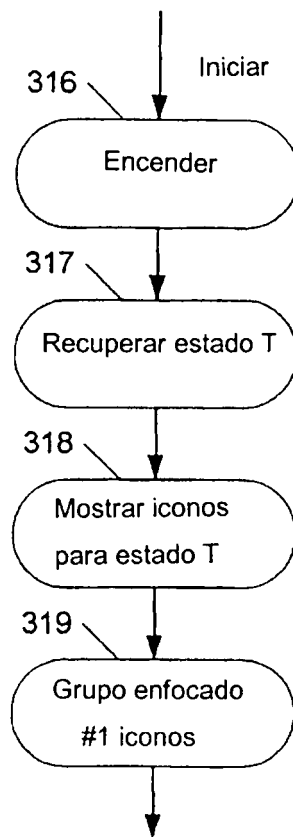 Iniciar
316
Encender
317
Recuperar estado T
318
Mostrar iconos
para estado T
319
Grupo enfocado
#1 iconos